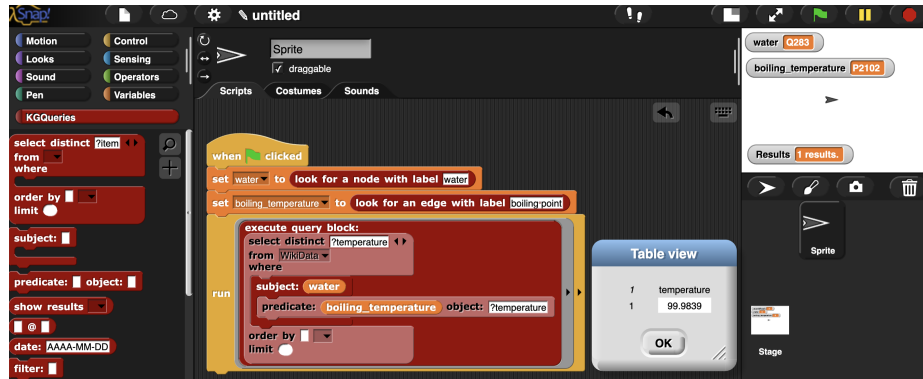 Snap!
untitled
Motion
Control
Looks
Sensing
Sound
Operators
Pen
Variables
KGQueries
select distinct ?item
from
where
order by
limit
subject:
predicate: object:
show results
@
date: AAAA-MM-DD
filter:
Sprite
draggable
Scripts Costumes Sounds
when clicked
set water to look for a node with label water
set boiling_temperature to look for an edge with label boiling·point
run
execute query block:
select distinct ?temperature
from WikiData
where
subject: water
predicate: boiling_temperature object: ?temperature
order by
limit
Table view
1 temperature
1 99.9839
OK
water Q283
boiling_temperature P2102
Results 1 results.
Sprite
Stage